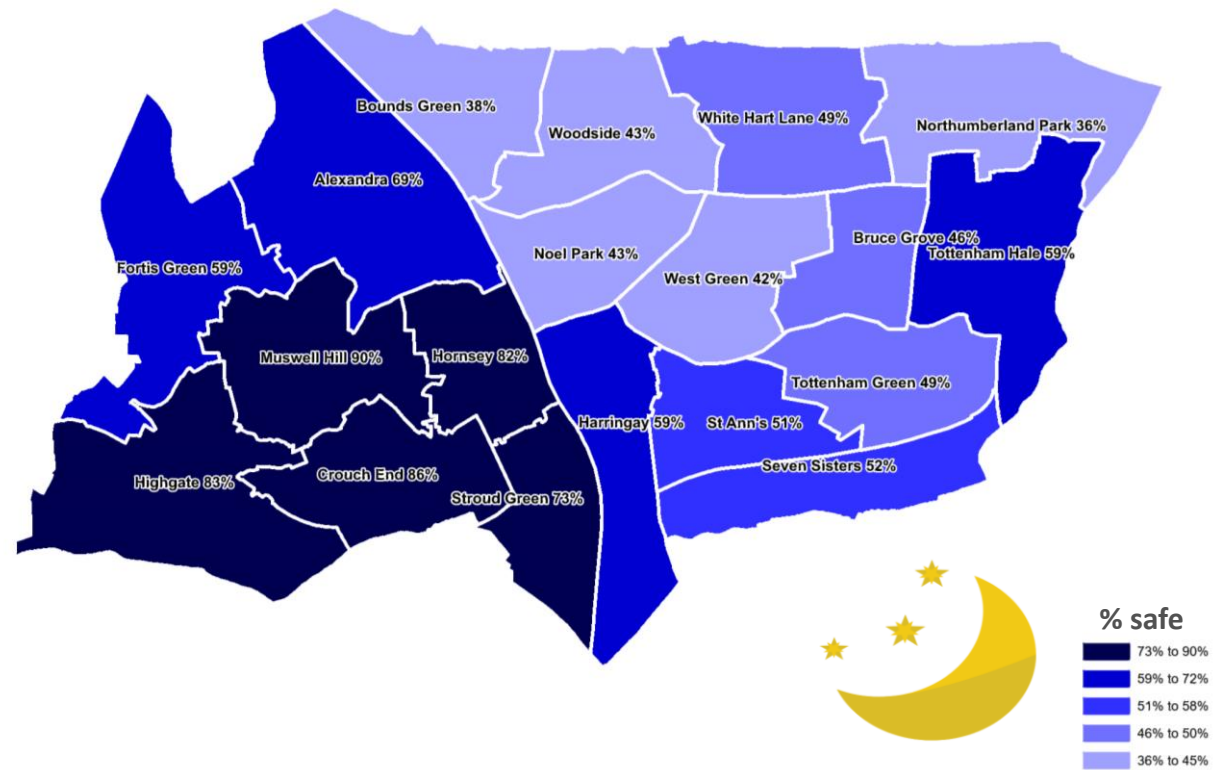 Bounds Green 38%
Woodside 43%
White Hart Lane 49%
Northumberland Park 36%
Alexandra 69%
Noel Park 43%
Bruce Grove 46%
Tottenham Hale 59%
Fortis Green 59%
West Green 42%
Muswell Hill 90%
Hornsey 82%
Tottenham Green 49%
Harringay 59%
St Ann's 51%
Seven Sisters 52%
Highgate 83%
Crouch End 86%
Stroud Green 73%
% safe
73% to 90%
59% to 72%
51% to 58%
46% to 50%
36% to 45%